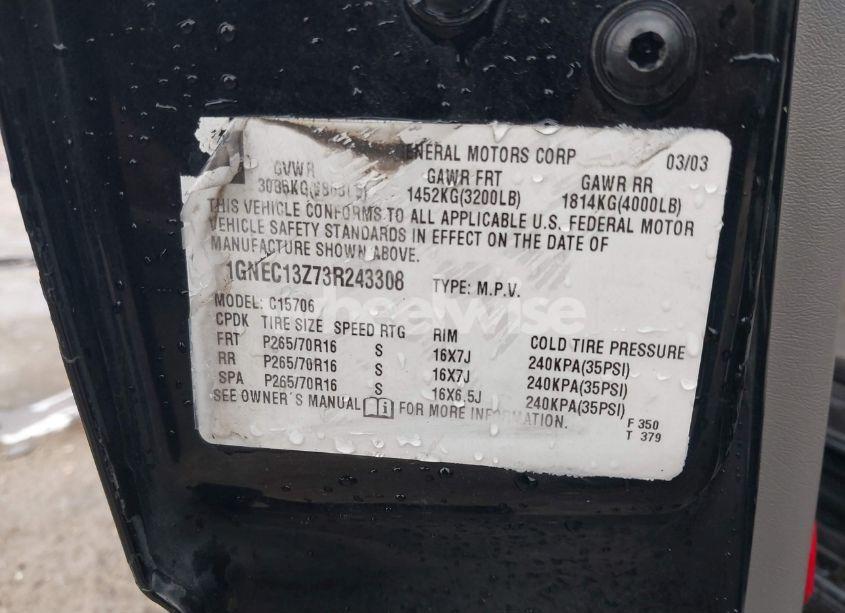 GENERAL MOTORS CORP 03/03
GVWR GAWR FRT GAWR RR
1452KG(3200LB) 1814KG(4000LB)
THIS VEHICLE CONFORMS TO ALL APPLICABLE U.S. FEDERAL MOTOR
VEHICLE SAFETY STANDARDS IN EFFECT ON THE DATE OF
MANUFACTURE SHOWN ABOVE.
1GNEC13Z73R243308 TYPE: M.P.V.
MODEL: C15706
CPDK TIRE SIZE SPEED RTG RIM COLD TIRE PRESSURE
FRT P265/70R16 S 16X7J 240KPA(35PSI)
RR P265/70R16 S 16X7J 240KPA(35PSI)
SPA P265/70R16 S 16X6.5J 240KPA(35PSI)
SEE OWNER'S MANUAL FOR MORE INFORMATION.
F 350
T 379